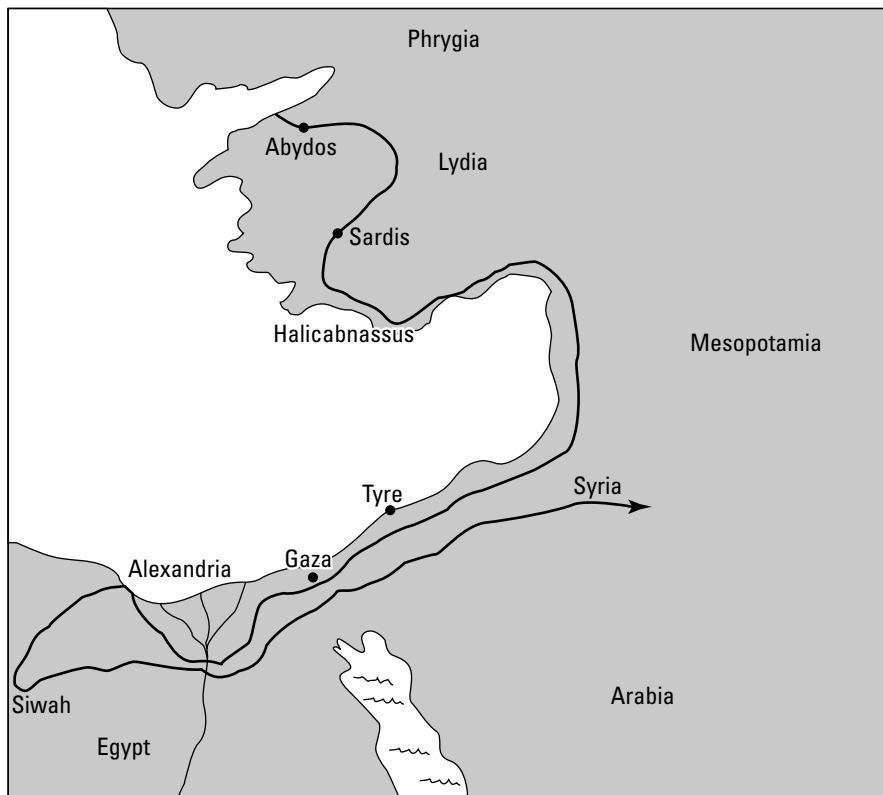 Phrygia
Abydos
Lydia
Sardis
Halicabnassus
Mesopotamia
Syria
Tyre
Gaza
Alexandria
Siwah
Arabia
Egypt